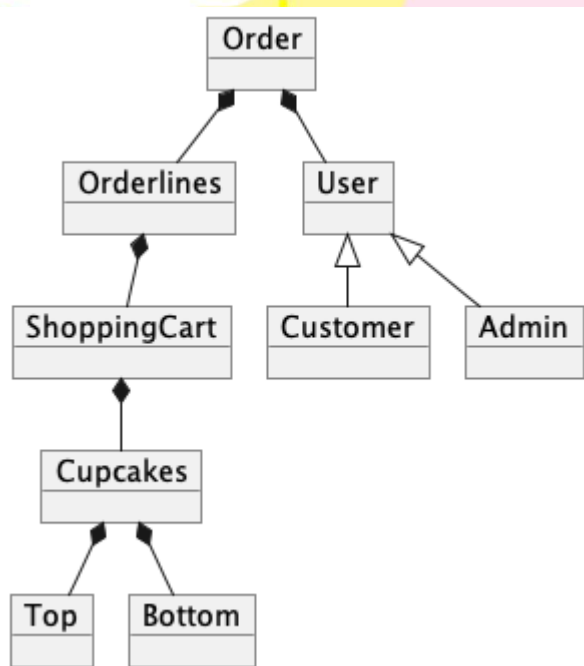 Order
Orderlines
User
ShoppingCart
Customer
Admin
Cupcakes
Top
Bottom